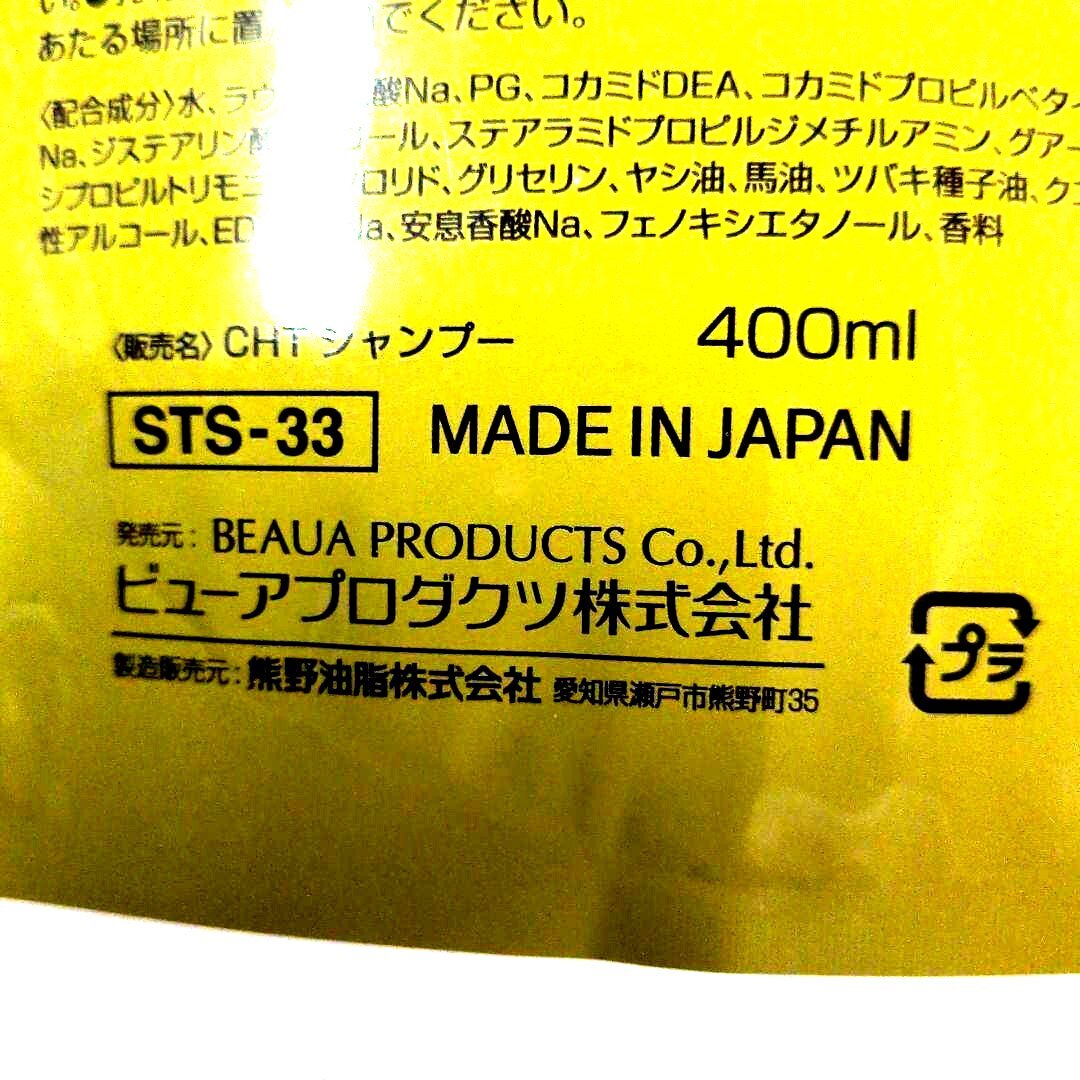 あたる場所に置 でください。
〈配合成分〉水、ラウ 酸Na、PG、コカミドDEA、コカミドプロピルベタイ
Na、ジステアリン酸 ール、ステアラミドプロピルジメチルアミン、グアー
シプロピルトリモニ ロリド、グリセリン、ヤシ油、馬油、ツバキ種子油、クエ
性アルコール、ED a、安息香酸Na、フェノキシエタノール、香料
〈販売名〉CHT シャンプー 400ml
STS-33 MADE IN JAPAN
発売元: BEAUA PRODUCTS Co.,Ltd.
ビューアプロダクツ株式会社
製造販売元: 熊野油脂株式会社 愛知県瀬戸市熊野町35
プラ